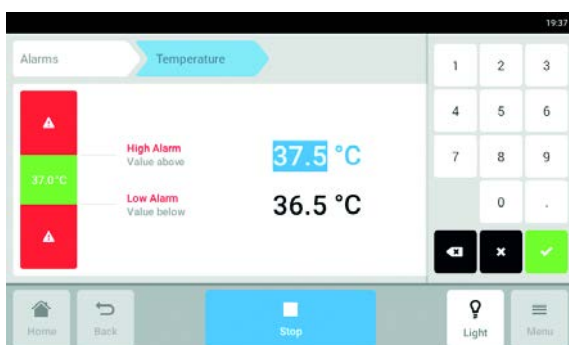 19:37
Alarms
Temperature
High Alarm
Value above
37.5 °C
37.0°C
Low Alarm
Value below
36.5 °C
1 2 3
4 5 6
7 8 9
0 .
Home
Back
Stop
Light
Menu